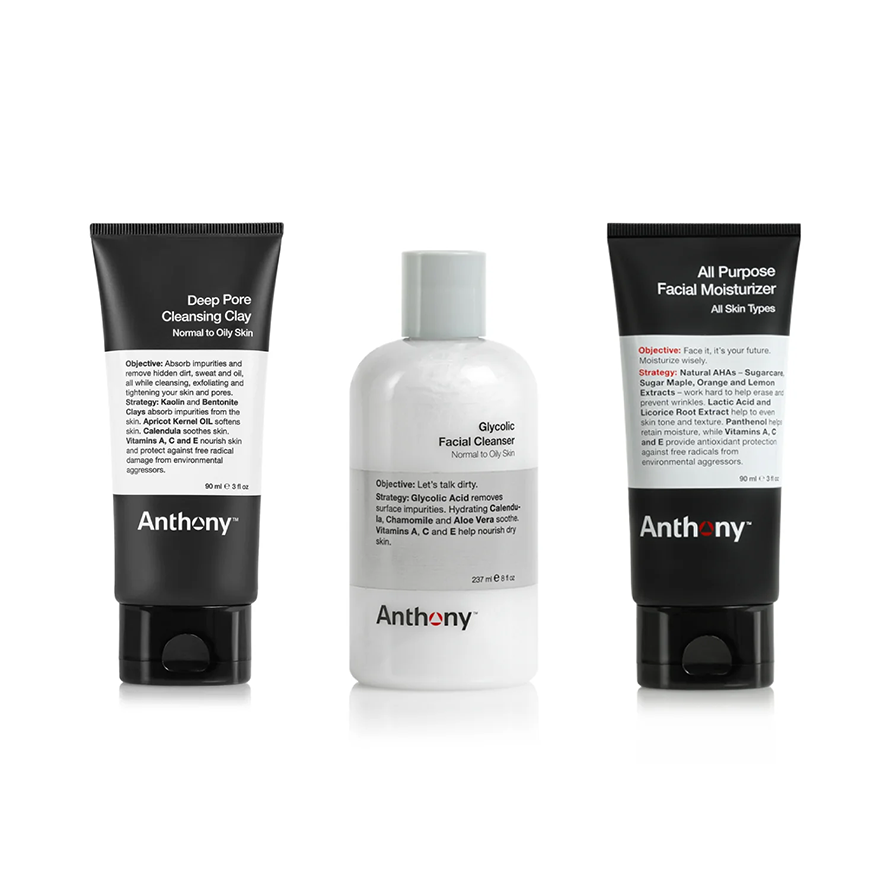 Deep Pore
Cleansing Clay
Normal to Oily Skin
Objective: Absorb impurities and
remove hidden dirt, sweat and oil,
all while cleansing, exfoliating and
tightening your skin and pores.
Strategy: Kaolin and Bentonite
Clays absorb impurities from the
skin. Apricot Kernel OIL softens
skin. Calendula soothes skin.
Vitamins A, C and E nourish skin
and protect against free radical
damage from environmental
aggressors.
90 ml ℮ 3 fl oz
Anthony™
Glycolic
Facial Cleanser
Normal to Oily Skin
Objective: Let's talk dirty.
Strategy: Glycolic Acid removes
surface impurities. Hydrating Calendu-
la, Chamomile and Aloe Vera soothe.
Vitamins A, C and E help nourish dry
skin.
237 ml ℮ 8 fl oz
Anthony™
All Purpose
Facial Moisturizer
All Skin Types
Objective: Face it, it's your future.
Moisturize wisely.
Strategy: Natural AHAs – Sugarcare,
Sugar Maple, Orange and Lemon
Extracts – work hard to help erase and
prevent wrinkles. Lactic Acid and
Licorice Root Extract help to even
skin tone and texture. Panthenol helps
retain moisture, while Vitamins A, C
and E provide antioxidant protection
against free radicals from
environmental aggressors.
90 ml ℮ 3 fl oz
Anthony™